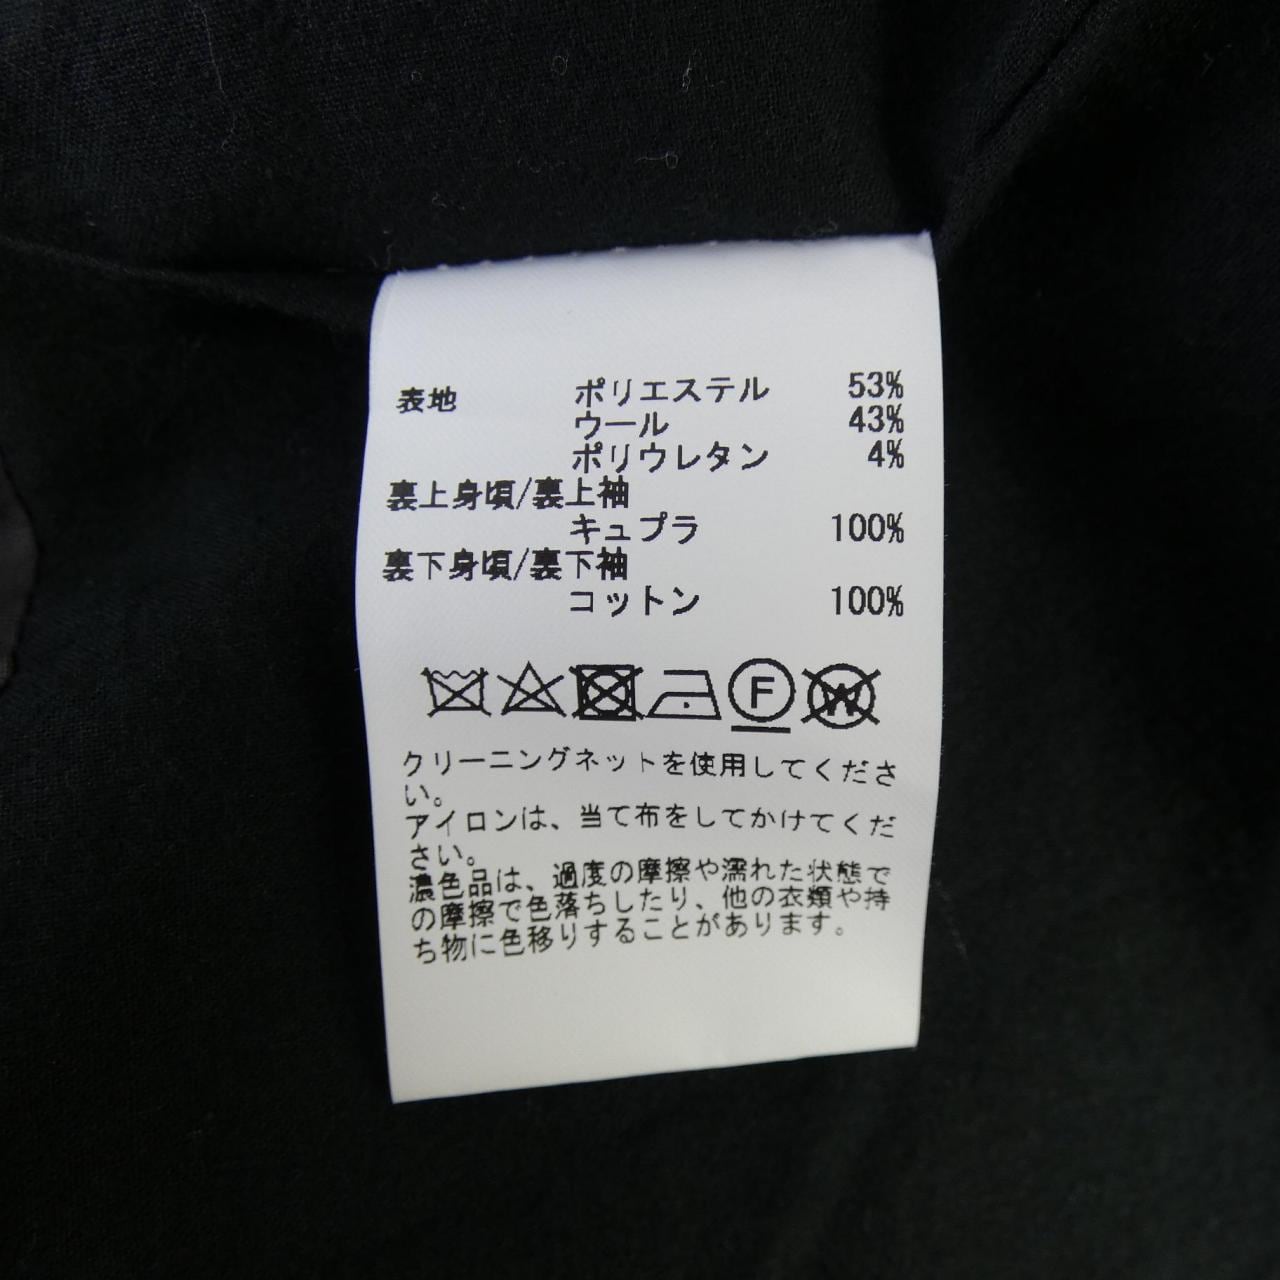 表地 ポリエステル 53%
ウール 43%
ポリウレタン 4%
裏上身頃/裏上袖
キュプラ 100%
裏下身頃/裏下袖
コットン 100%
F W
クリーニングネットを使用してくださ
い。
アイロンは、当て布をしてかけてくだ
さい。
濃色品は、過度の摩擦や濡れた状態で
の摩擦で色落ちしたり、他の衣類や持
ち物に色移りすることがあります。